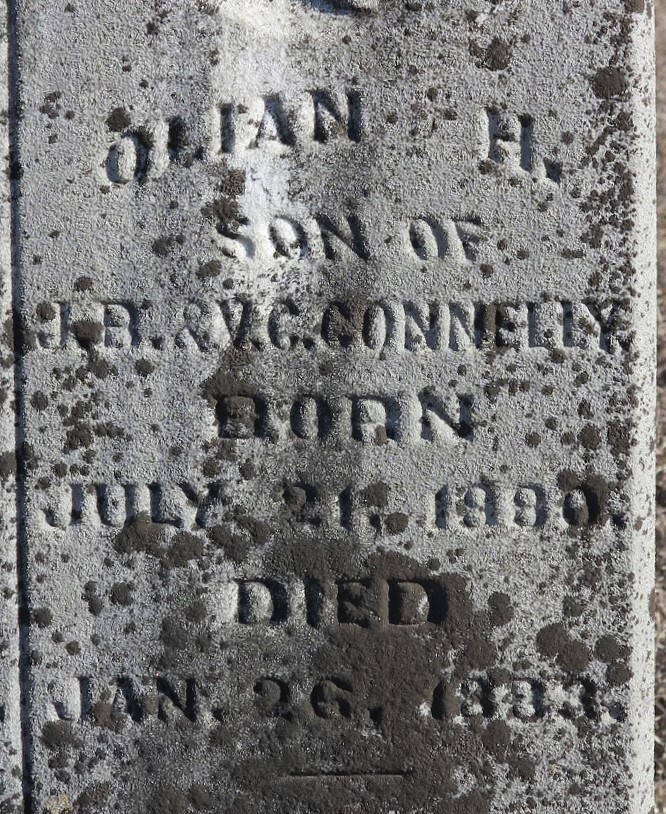 OLIAN H.
SON OF
J.B. & V.C. CONNELLY.
BORN
JULY 21, 1880.
DIED
JAN. 26, 1883.